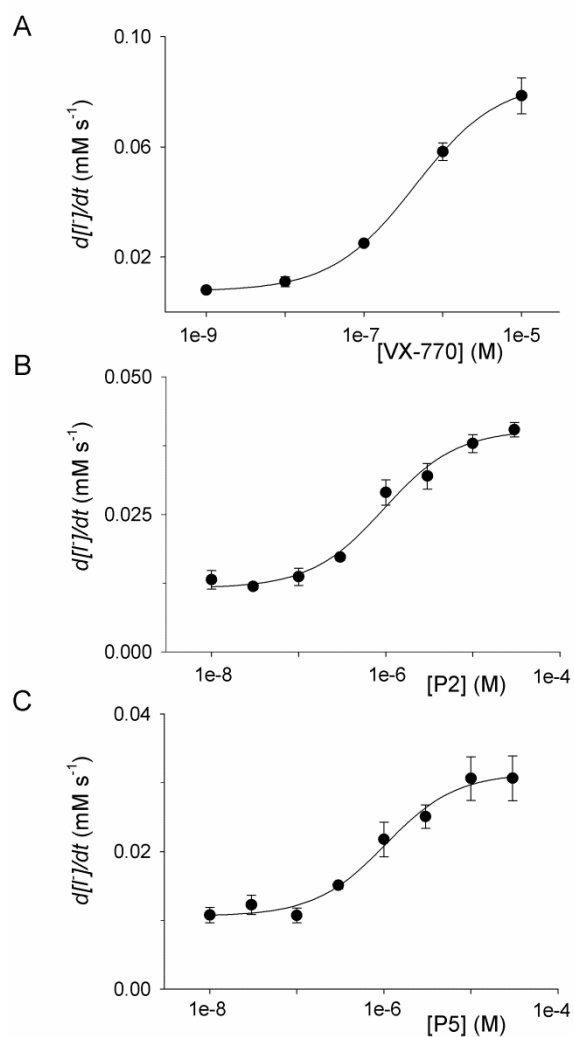 A
0.10
0.06
0.02
d[I⁻]/dt (mM s⁻¹)
1e-9 1e-7 1e-5
[VX-770] (M)
B
0.050
0.025
0.000
d[I⁻]/dt (mM s⁻¹)
1e-8 1e-6 1e-4
[P2] (M)
C
0.04
0.02
0.00
d[I⁻]/dt (mM s⁻¹)
1e-8 1e-6 1e-4
[P5] (M)